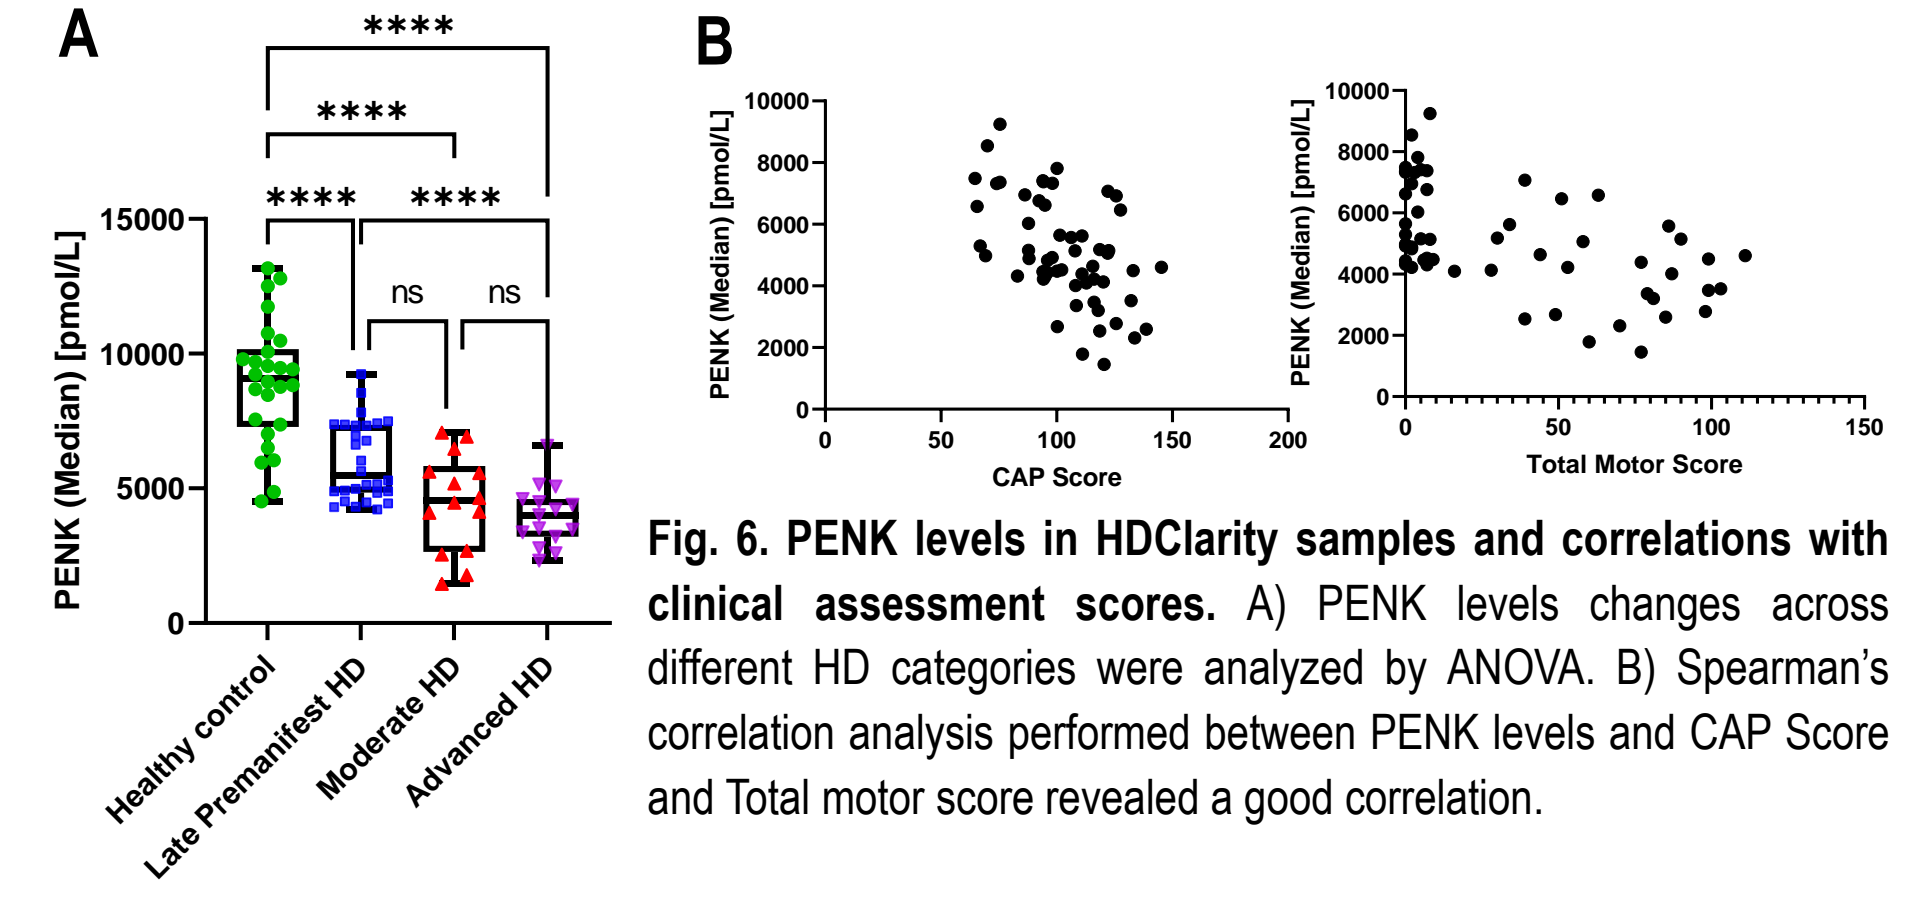 A
****
****
**** ****
ns ns
PENK (Median) [pmol/L]
15000
10000
5000
0
Healthy control
Late Premanifest HD
Moderate HD
Advanced HD
B
PENK (Median) [pmol/L]
10000
8000
6000
4000
2000
0
0 50 100 150 200
CAP Score
PENK (Median) [pmol/L]
10000
8000
6000
4000
2000
0
0 50 100 150
Total Motor Score
Fig. 6. PENK levels in HDClarity samples and correlations with
clinical assessment scores. A) PENK levels changes across
different HD categories were analyzed by ANOVA. B) Spearman’s
correlation analysis performed between PENK levels and CAP Score
and Total motor score revealed a good correlation.